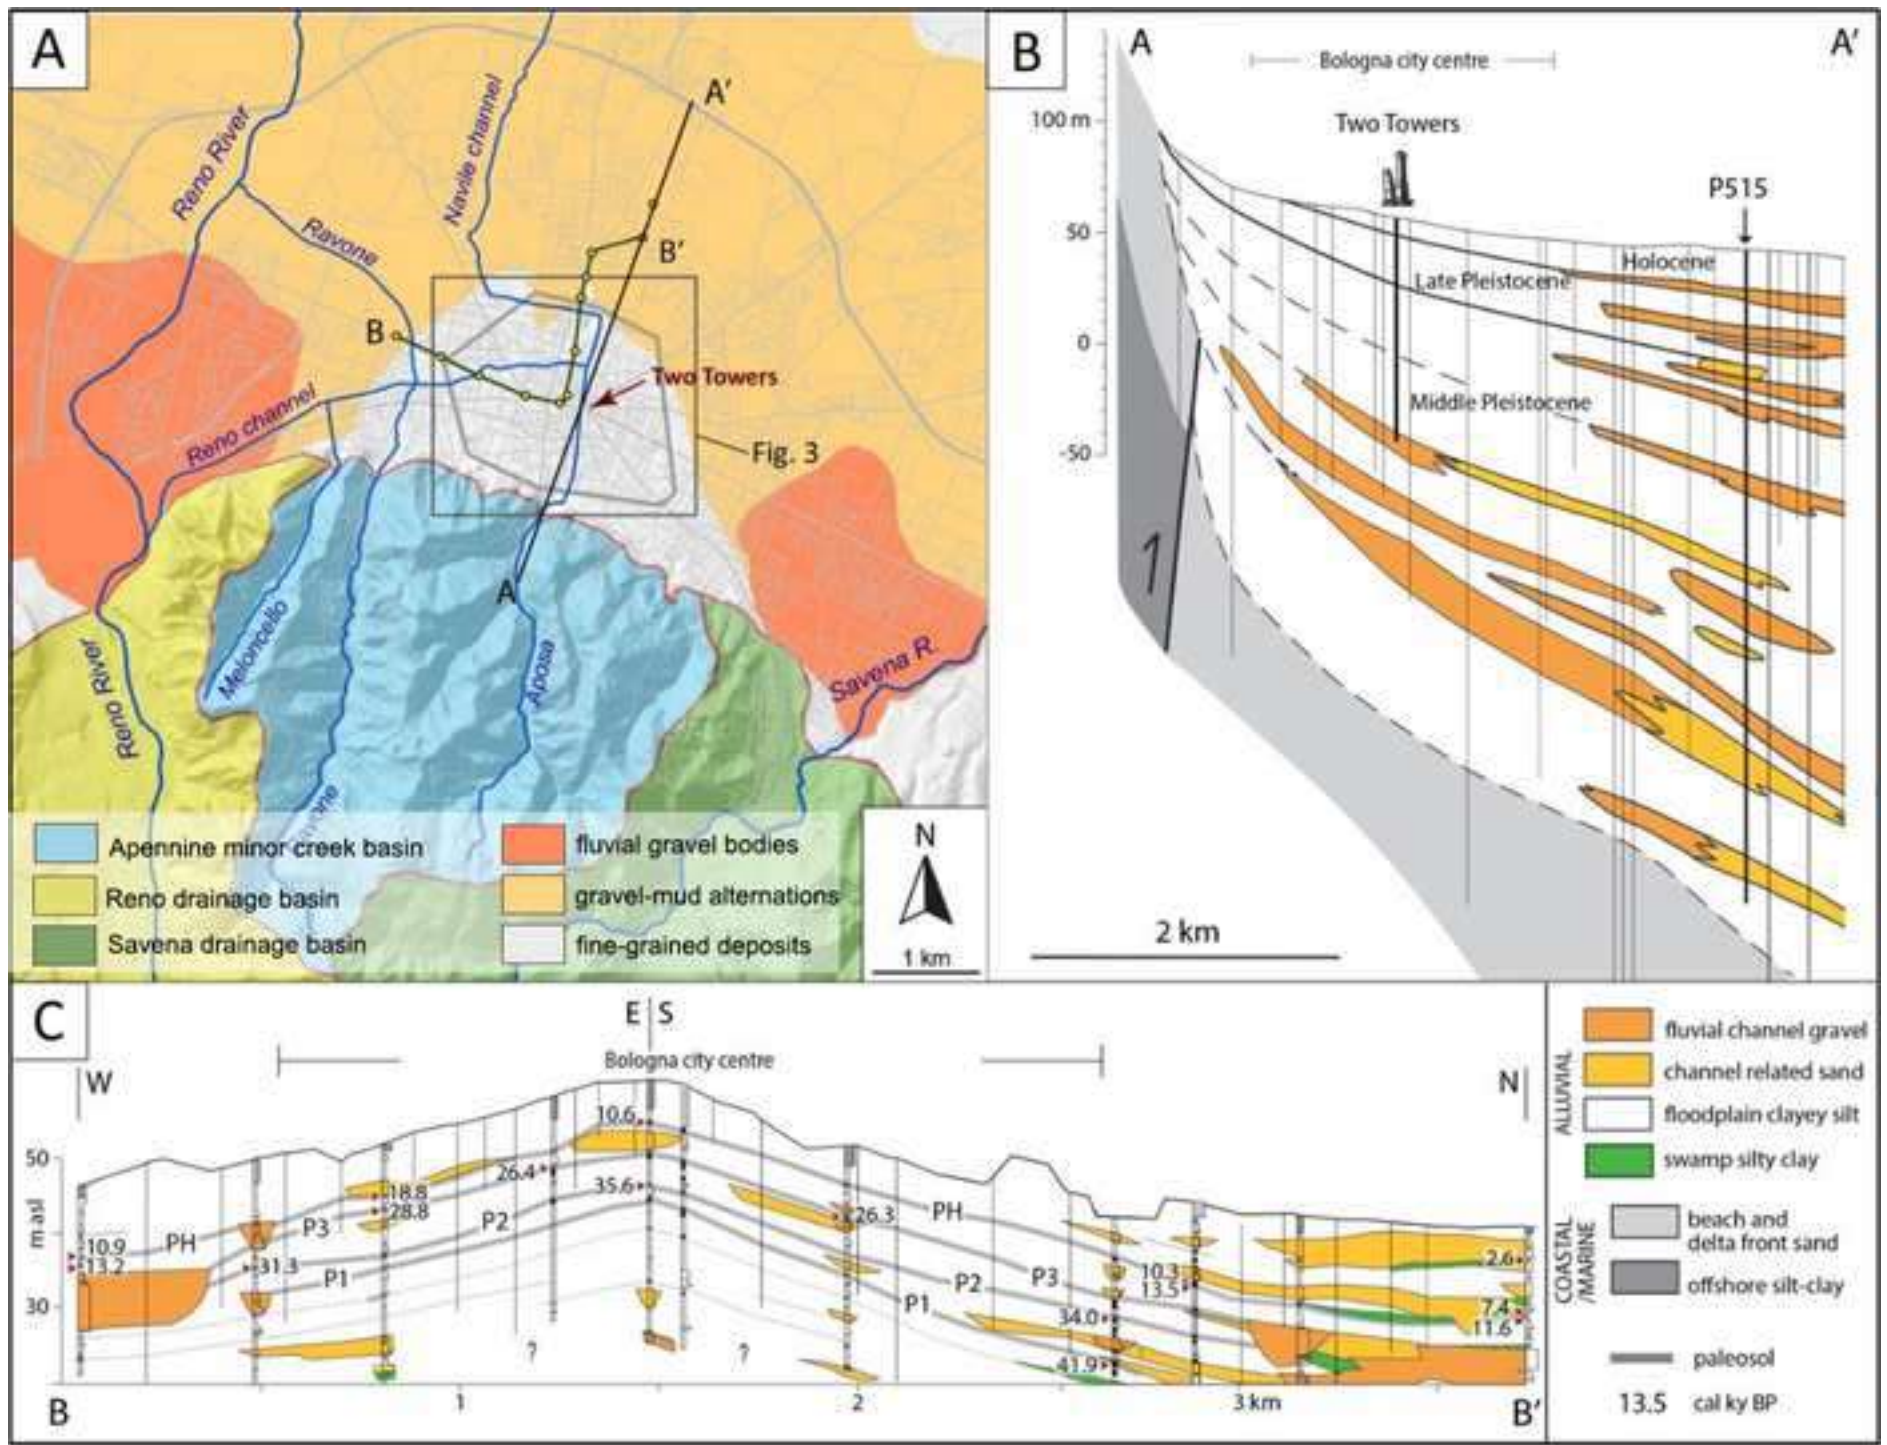 A
Reno River
Navile channel
A'
Ravone
B'
B
Two Towers
Reno channel
Fig. 3
A
Meloncello
Aposa
Reno River
Savena R.
Apennine minor creek basin
Reno drainage basin
Savena drainage basin
fluvial gravel bodies
gravel-mud alternations
fine-grained deposits
N
1 km
B
A
A'
Bologna city centre
100 m
Two Towers
P515
50
Holocene
Late Pleistocene
0
Middle Pleistocene
-50
2 km
C
E
S
Bologna city centre
W
N
10.6
50
26.4
18.8
35.6
28.8
26.3
PH
P3
P2
PH
m asl
10.9
13.2
31.3
P1
P2
P3
10.3
13.5
2.6
7.4
11.6
30
P1
34.0
41.9
?
?
B
1
2
3 km
B'
ALLUVIAL
fluvial channel gravel
channel related sand
floodplain clayey silt
swamp silty clay
COASTAL
/MARINE
beach and
delta front sand
offshore silt-clay
paleosol
13.5
cal ky BP